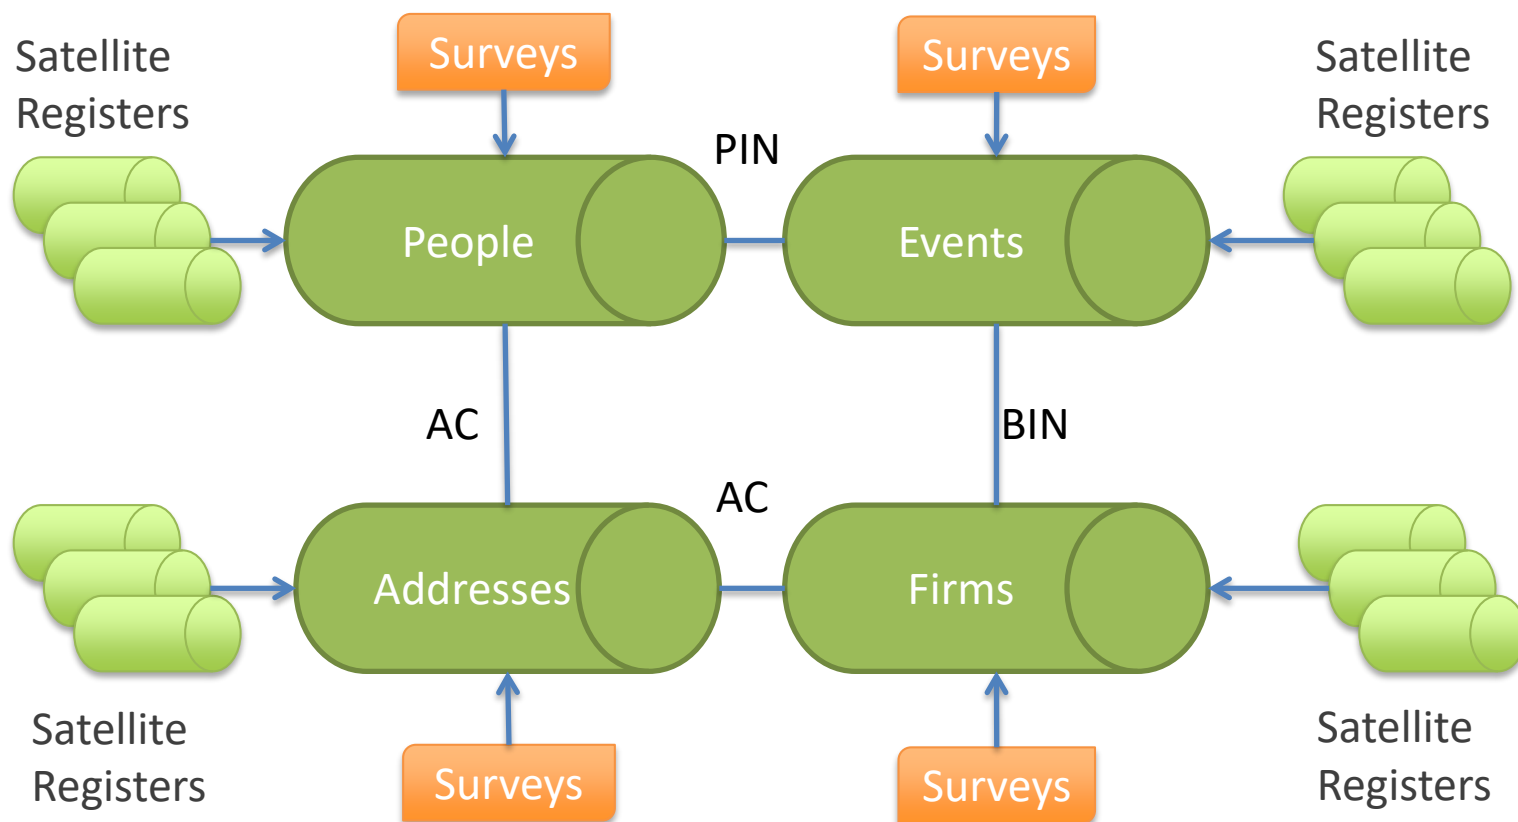 Surveys
Surveys
Satellite
Registers
Satellite
Registers
PIN
People
Events
AC
BIN
AC
Addresses
Firms
Satellite
Registers
Surveys
Surveys
Satellite
Registers